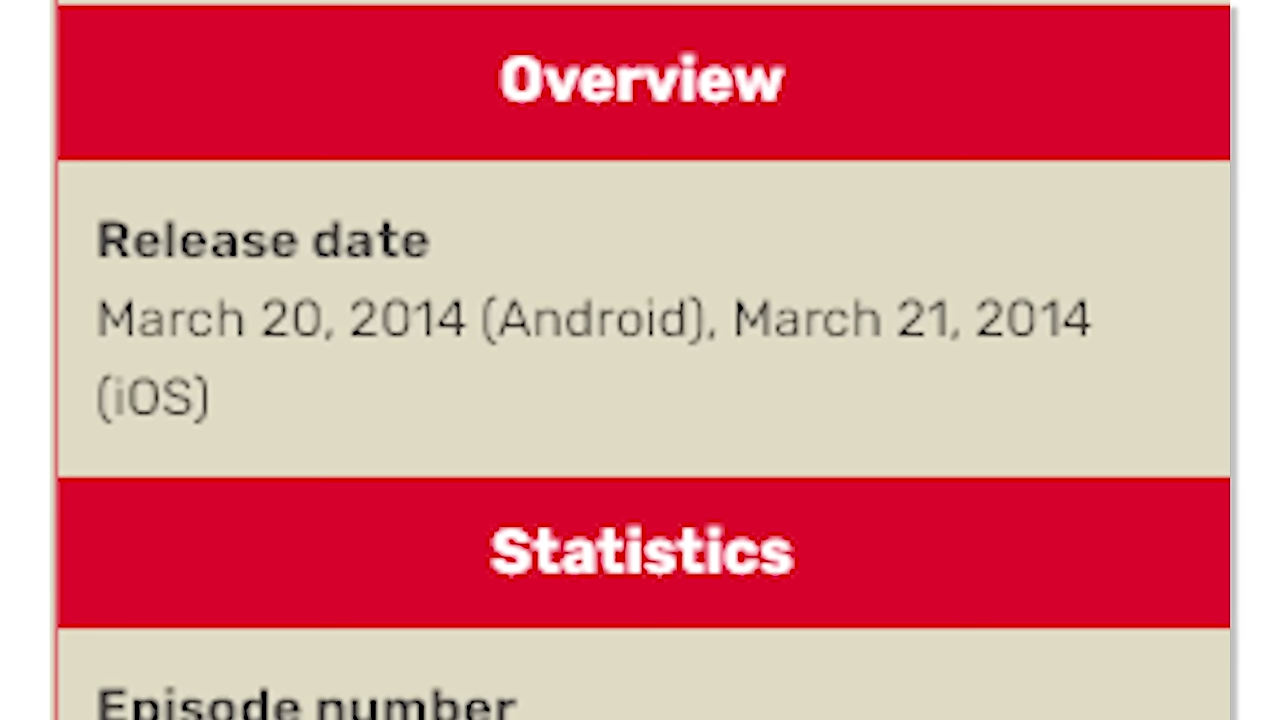 Overview
Release date
March 20, 2014 (Android), March 21, 2014
(iOS)
Statistics
Episode number